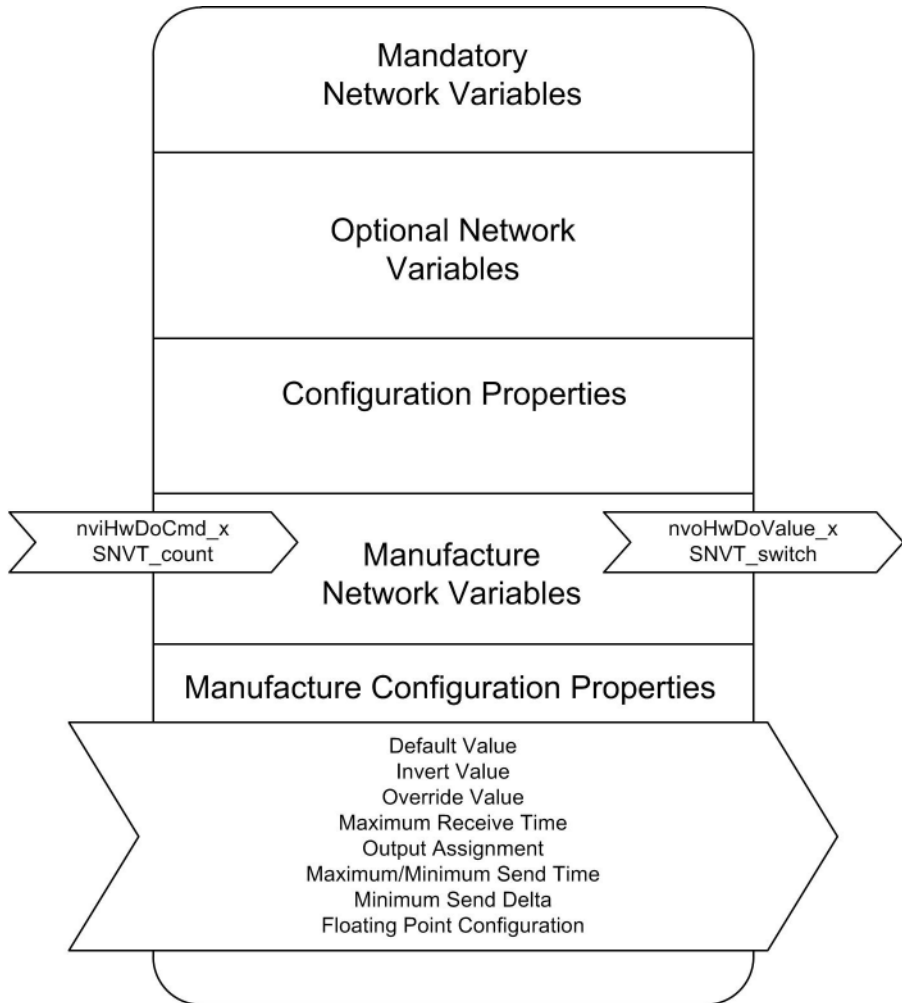 Mandatory
Network Variables
Optional Network
Variables
Configuration Properties
nviHwDoCmd_x
SNVT_count
nvoHwDoValue_x
SNVT_switch
Manufacture
Network Variables
Manufacture Configuration Properties
Default Value
Invert Value
Override Value
Maximum Receive Time
Output Assignment
Maximum/Minimum Send Time
Minimum Send Delta
Floating Point Configuration